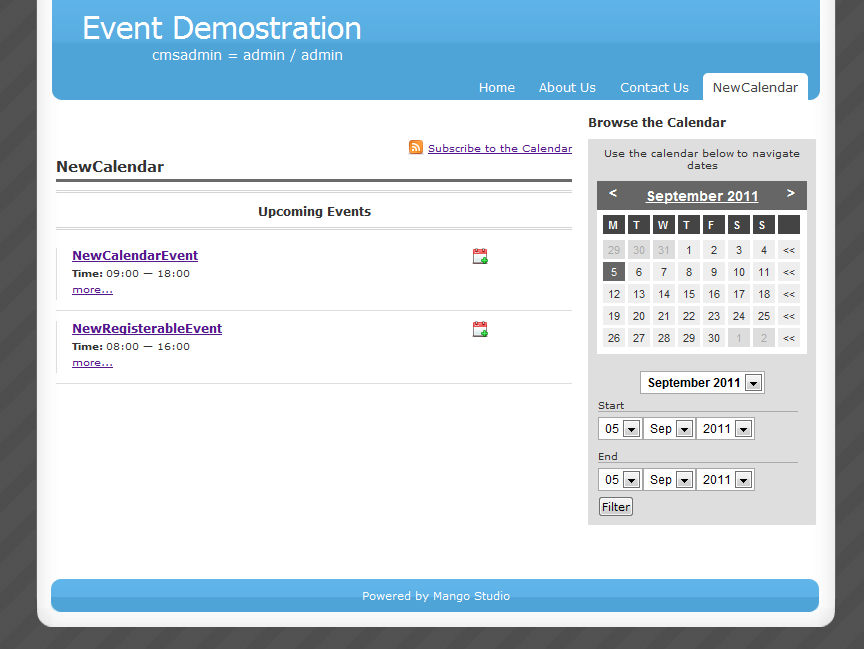 Event Demostration
cmsadmin = admin / admin
Home About Us Contact Us NewCalendar
Subscribe to the Calendar
NewCalendar
Upcoming Events
NewCalendarEvent
Time: 09:00 — 18:00
more...
NewRegisterableEvent
Time: 08:00 — 16:00
more...
Browse the Calendar
Use the calendar below to navigate
dates
< September 2011 >
M T W T F S S
29 30 31 1 2 3 4 <<
5 6 7 8 9 10 11 <<
12 13 14 15 16 17 18 <<
19 20 21 22 23 24 25 <<
26 27 28 29 30 1 2 <<
September 2011
Start
05 Sep 2011
End
05 Sep 2011
Filter
Powered by Mango Studio